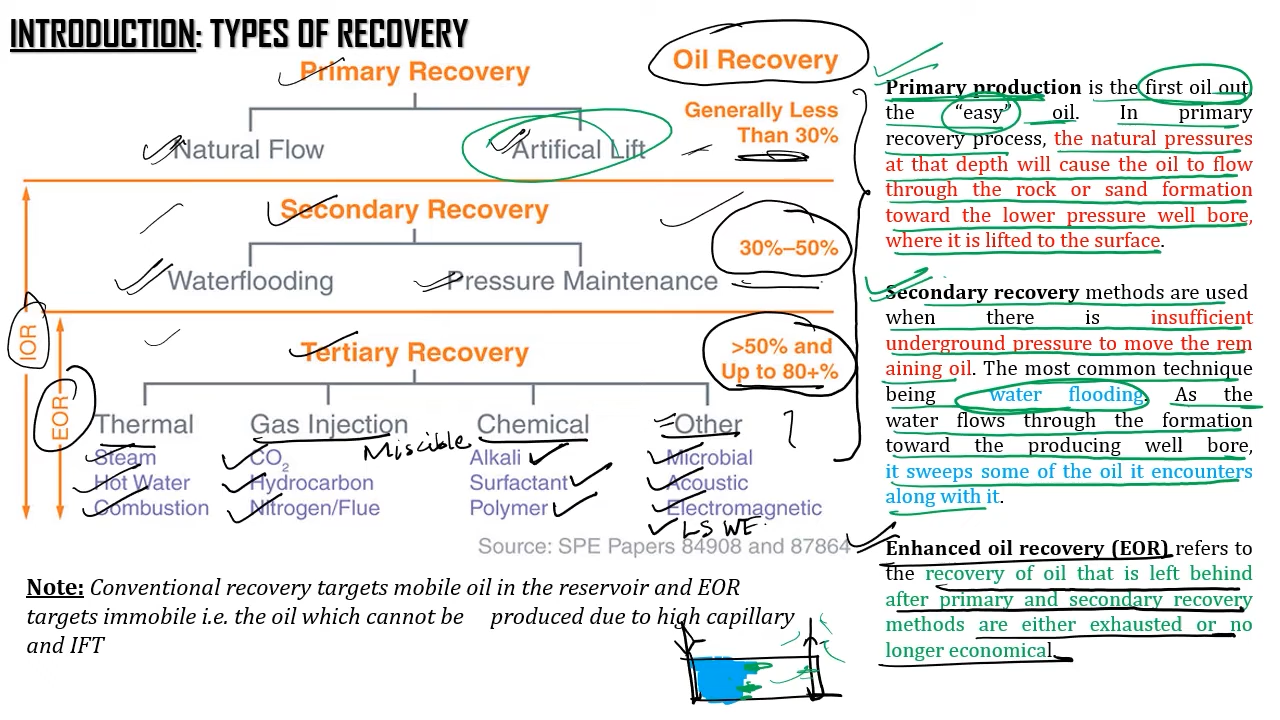 INTRODUCTION: TYPES OF RECOVERY
Oil Recovery
Primary Recovery
Generally Less
Than 30%
Natural Flow
Artifical Lift
Secondary Recovery
30%–50%
Waterflooding
Pressure Maintenance
IOR
EOR
Tertiary Recovery
>50% and
Up to 80+%
Thermal
Gas Injection
Chemical
Other
?
Miscible
Steam
CO2
Alkali
Microbial
Hot Water
Hydrocarbon
Surfactant
Acoustic
Combustion
Nitrogen/Flue
Polymer
Electromagnetic
LSWF
Source: SPE Papers 84908 and 87864
Note: Conventional recovery targets mobile oil in the reservoir and EOR
targets immobile i.e. the oil which cannot be produced due to high capillary
and IFT
Primary production is the first oil out,
the “easy” oil. In primary
recovery process, the natural pressures
at that depth will cause the oil to flow
through the rock or sand formation
toward the lower pressure well bore,
where it is lifted to the surface.
Secondary recovery methods are used
when there is insufficient
underground pressure to move the rem
aining oil. The most common technique
being water flooding. As the
water flows through the formation
toward the producing well bore,
it sweeps some of the oil it encounters
along with it.
Enhanced oil recovery (EOR) refers to
the recovery of oil that is left behind
after primary and secondary recovery
methods are either exhausted or no
longer economical.